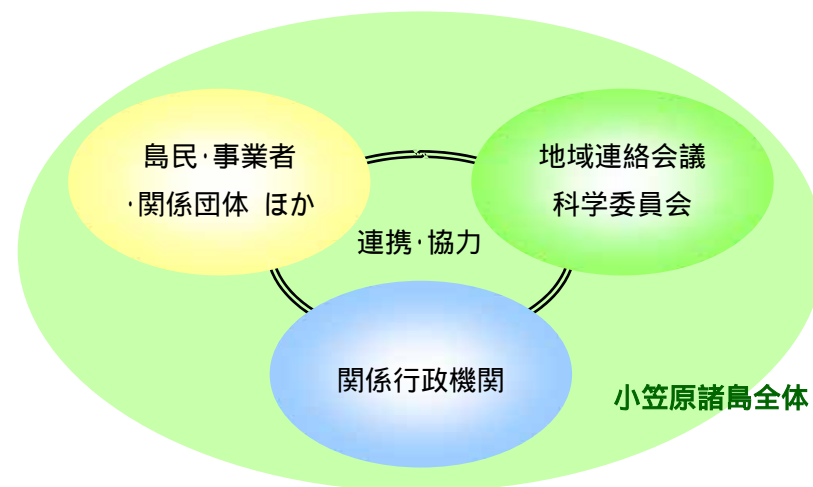 島民･事業者
･関係団体 ほか
地域連絡会議
科学委員会
連携･協力
関係行政機関
小笠原諸島全体